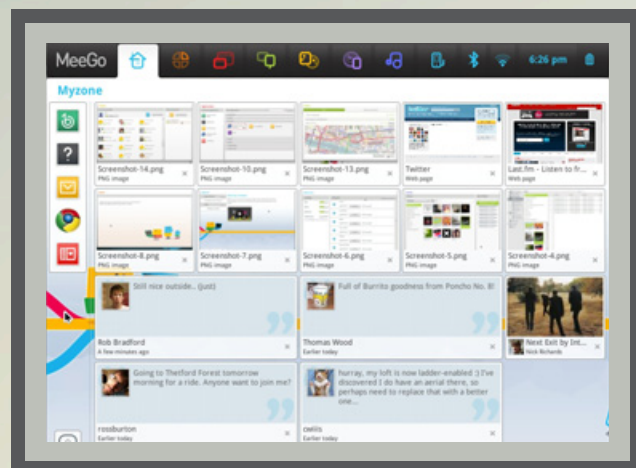 MeeGo
6:26 pm
Myzone
Screenshot-14.png
PNG image
Screenshot-10.png
PNG image
Screenshot-13.png
PNG image
Twitter
Web page
Last.fm - Listen to fr...
Web page
Screenshot-8.png
PNG image
Screenshot-7.png
PNG image
Screenshot-6.png
PNG image
Screenshot-5.png
PNG image
Screenshot-4.png
PNG image
Still nice outside.. (just)
Rob Bradford
A few minutes ago
Full of Burrito goodness from Poncho No. 8!
Thomas Wood
Earlier today
Next Exit by Int...
Nick Richards
Going to Thetford Forest tomorrow
morning for a ride. Anyone want to join me?
rossburton
Earlier today
hurray, my loft is now ladder-enabled :) I've
discovered I do have an aerial there, so
perhaps need to replace that with a better
one...
Earlier today